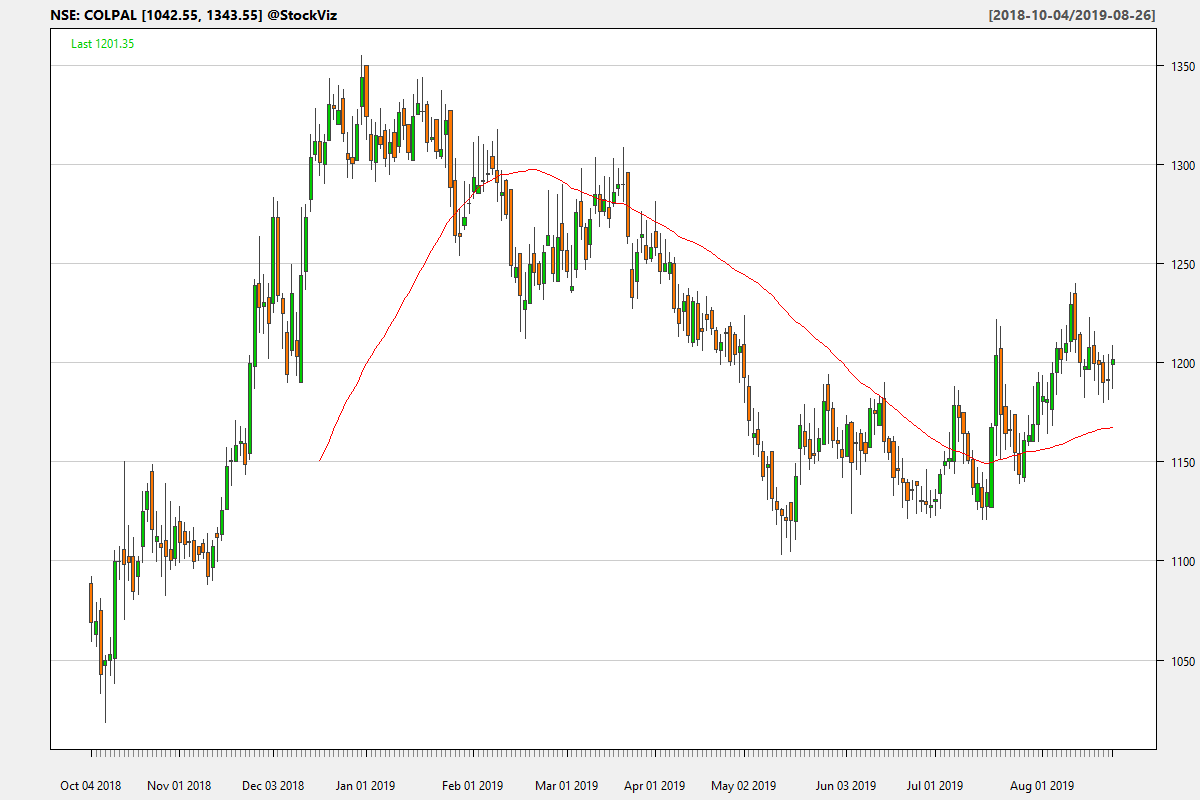 NSE: COLPAL [1042.55, 1343.55] @StockViz
[2018-10-04/2019-08-26]
Last 1201.35
1350
1300
1250
1200
1150
1100
1050
Oct 04 2018
Nov 01 2018
Dec 03 2018
Jan 01 2019
Feb 01 2019
Mar 01 2019
Apr 01 2019
May 02 2019
Jun 03 2019
Jul 01 2019
Aug 01 2019